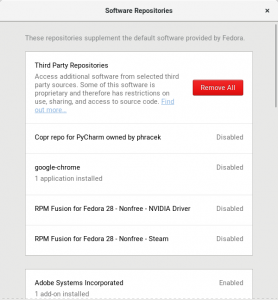 Software Repositories
These repositories supplement the default software provided by Fedora.
Third Party Repositories
Access additional software from selected third
party sources. Some of this software is
proprietary and therefore has restrictions on
use, sharing, and access to source code. Find
out more...
Remove All
Copr repo for PyCharm owned by phracek
Disabled
google-chrome
Disabled
1 application installed
RPM Fusion for Fedora 28 - Nonfree - NVIDIA Driver
Disabled
RPM Fusion for Fedora 28 - Nonfree - Steam
Disabled
Adobe Systems Incorporated
Enabled
1 add-on installed